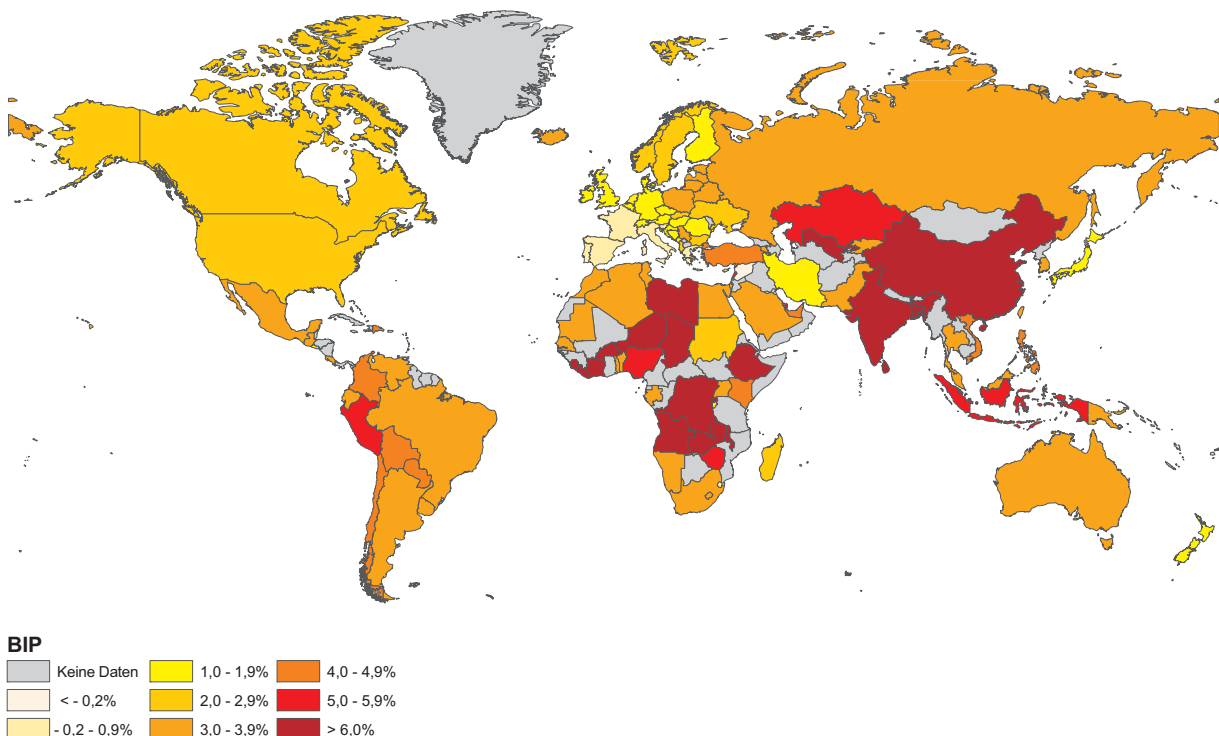 BIP
Keine Daten
< - 0,2%
- 0,2 - 0,9%
1,0 - 1,9%
2,0 - 2,9%
3,0 - 3,9%
4,0 - 4,9%
5,0 - 5,9%
> 6,0%